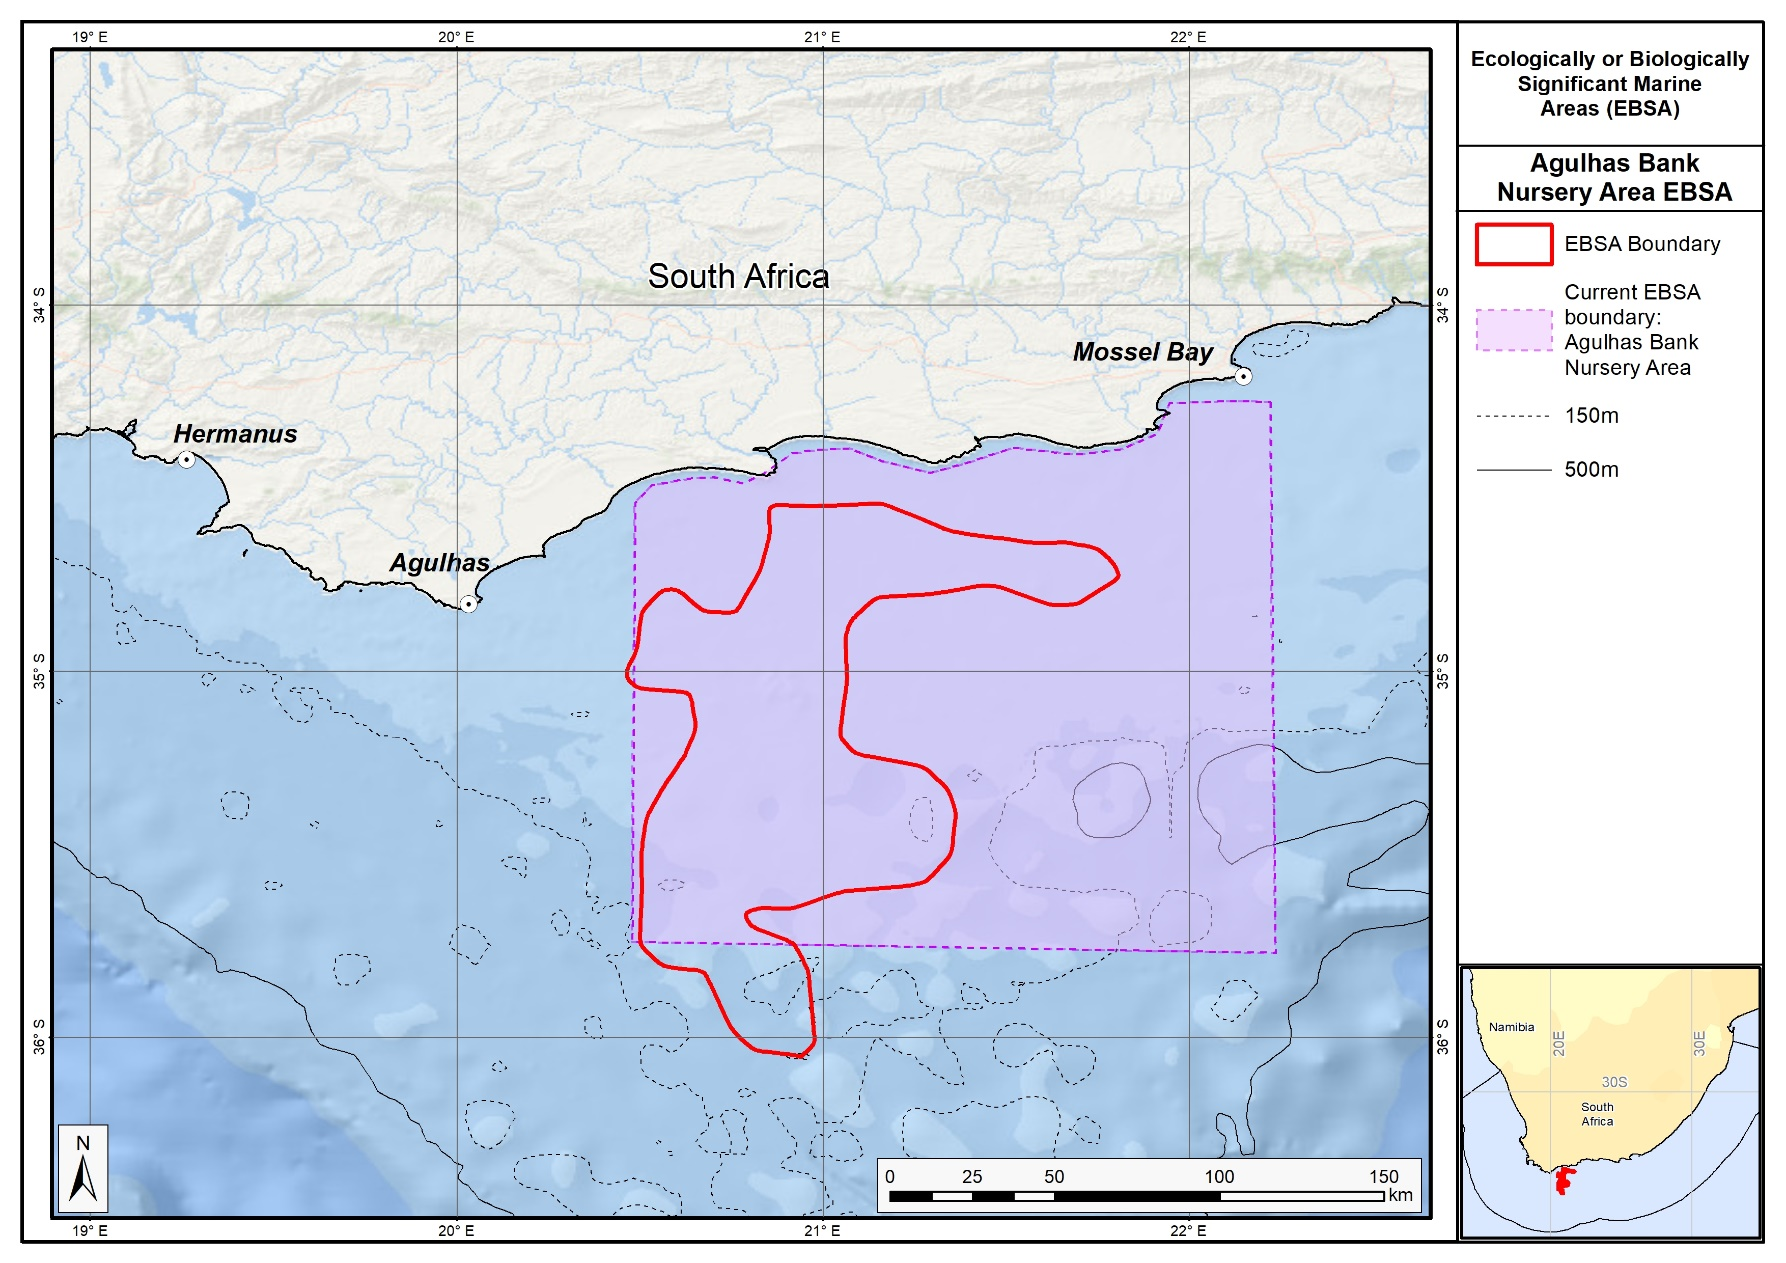 19° E
20° E
21° E
22° E
34° S
34° S
35° S
35° S
36° S
36° S
South Africa
Mossel Bay
Hermanus
Agulhas
N
0 25 50 100 150
km
19° E
20° E
21° E
22° E
Ecologically or Biologically
Significant Marine
Areas (EBSA)
Agulhas Bank
Nursery Area EBSA
EBSA Boundary
Current EBSA
boundary:
Agulhas Bank
Nursery Area
150m
500m
Namibia
20E
30E
30S
South
Africa